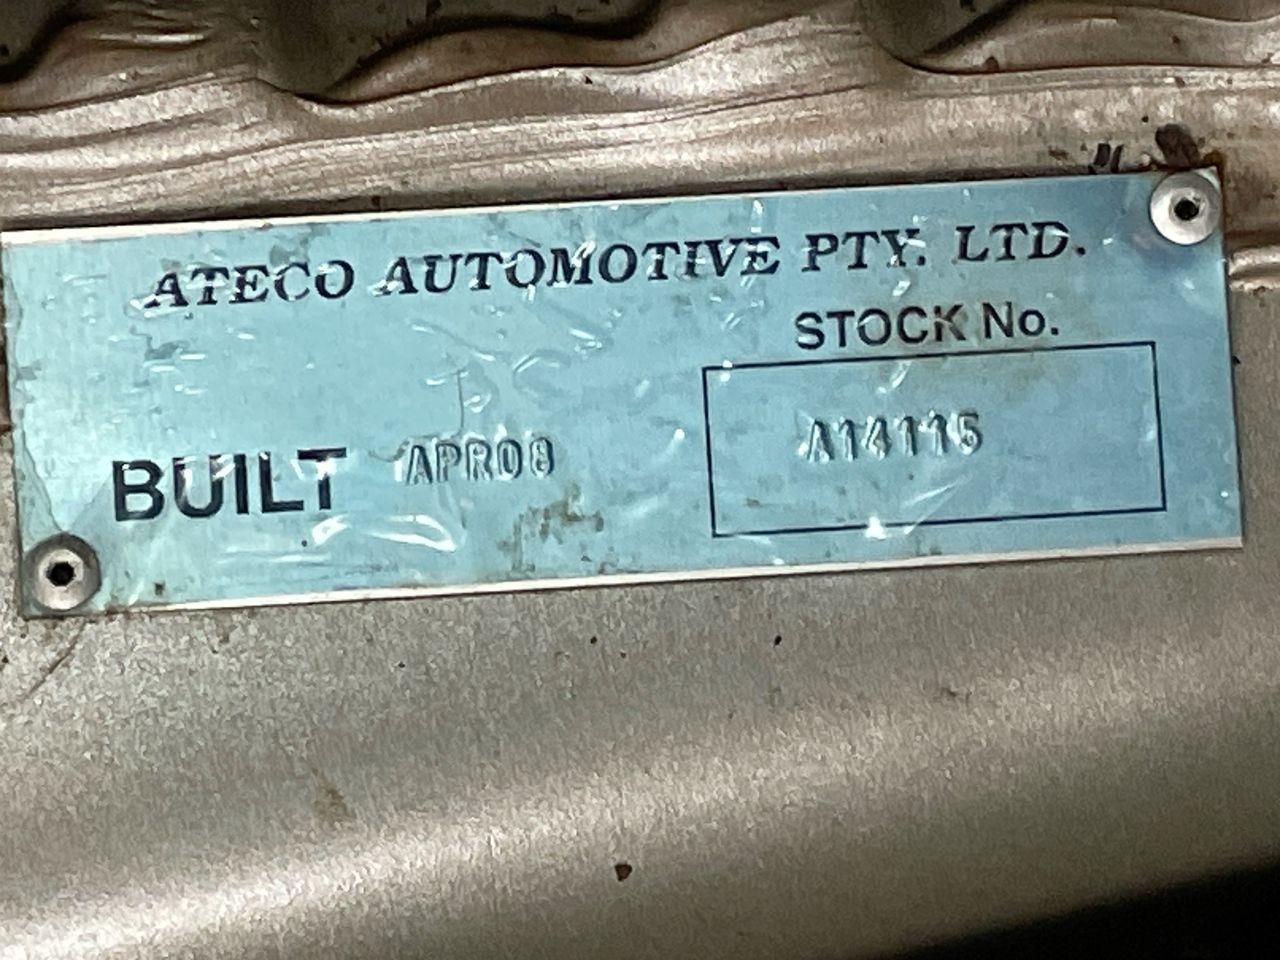 ATECO AUTOMOTIVE PTY. LTD.
STOCK No.
BUILT APR08
A14115